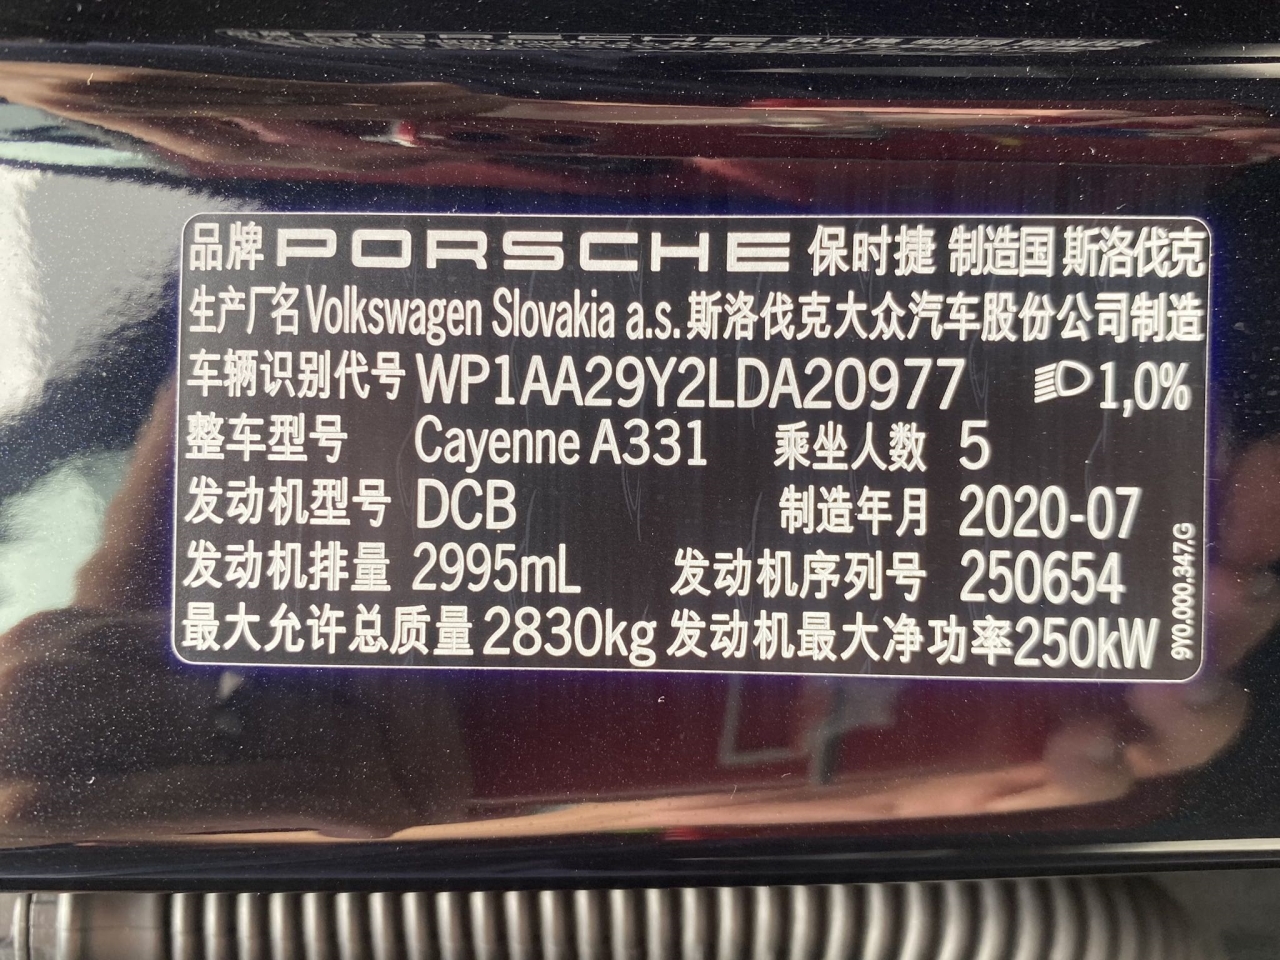 品牌 PORSCHE 保时捷 制造国 斯洛伐克
生产厂名 Volkswagen Slovakia a.s. 斯洛伐克大众汽车股份公司制造
车辆识别代号 WP1AA29Y2LDA20977 1,0%
整车型号 Cayenne A331 乘坐人数 5
发动机型号 DCB 制造年月 2020-07
发动机排量 2995mL 发动机序列号 250654
最大允许总质量 2830kg 发动机最大净功率 250kW
9Y0.000.347.G